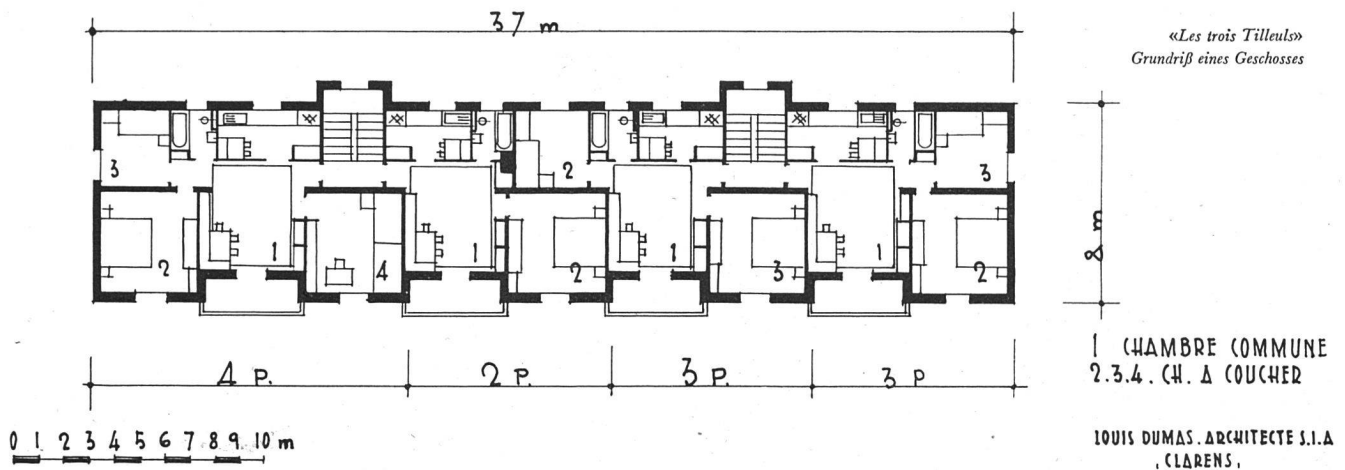 37 m
«Les trois Tilleuls»
Grundriß eines Geschosses
3 2 3
2 1 4 1 2 1 3 1 2
8 m
4 P. 2 P. 3 P. 3 P
1 CHAMBRE COMMUNE
2.3.4. CH. A COUCHER
0 1 2 3 4 5 6 7 8 9 10 m
LOUIS DUMAS. ARCHITECTE S.I.A
. CLARENS,